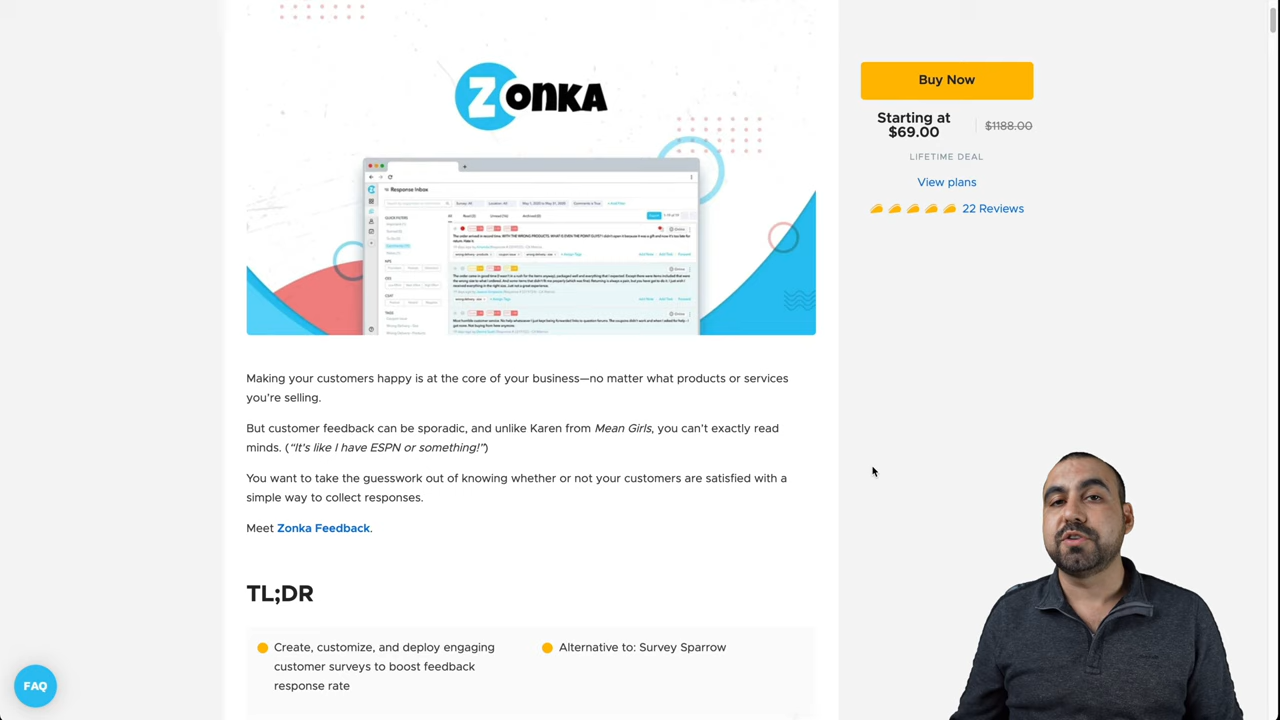 ZONKA
Response Inbox
Buy Now
Starting at
$69.00
$1188.00
LIFETIME DEAL
View plans
22 Reviews
Making your customers happy is at the core of your business—no matter what products or services
you’re selling.
But customer feedback can be sporadic, and unlike Karen from Mean Girls, you can’t exactly read
minds. (“It’s like I have ESPN or something!”)
You want to take the guesswork out of knowing whether or not your customers are satisfied with a
simple way to collect responses.
Meet Zonka Feedback.
TL;DR
Create, customize, and deploy engaging
customer surveys to boost feedback
response rate
Alternative to: Survey Sparrow
FAQ